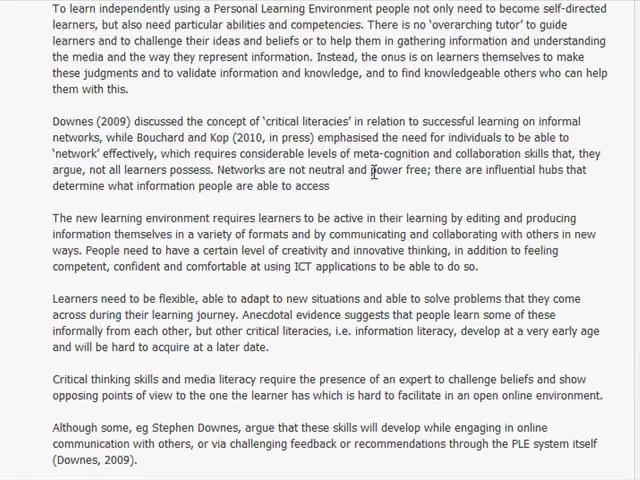 To learn independently using a Personal Learning Environment people not only need to become self-directed
learners, but also need particular abilities and competencies. There is no ‘overarching tutor’ to guide
learners and to challenge their ideas and beliefs or to help them in gathering information and understanding
the media and the way they represent information. Instead, the onus is on learners themselves to make
these judgments and to validate information and knowledge, and to find knowledgeable others who can help
them with this.
Downes (2009) discussed the concept of ‘critical literacies’ in relation to successful learning on informal
networks, while Bouchard and Kop (2010, in press) emphasised the need for individuals to be able to
‘network’ effectively, which requires considerable levels of meta-cognition and collaboration skills that, they
argue, not all learners possess. Networks are not neutral and power free; there are influential hubs that
determine what information people are able to access
The new learning environment requires learners to be active in their learning by editing and producing
information themselves in a variety of formats and by communicating and collaborating with others in new
ways. People need to have a certain level of creativity and innovative thinking, in addition to feeling
competent, confident and comfortable at using ICT applications to be able to do so.
Learners need to be flexible, able to adapt to new situations and able to solve problems that they come
across during their learning journey. Anecdotal evidence suggests that people learn some of these
informally from each other, but other critical literacies, i.e. information literacy, develop at a very early age
and will be hard to acquire at a later date.
Critical thinking skills and media literacy require the presence of an expert to challenge beliefs and show
opposing points of view to the one the learner has which is hard to facilitate in an open online environment.
Although some, eg Stephen Downes, argue that these skills will develop while engaging in online
communication with others, or via challenging feedback or recommendations through the PLE system itself
(Downes, 2009).